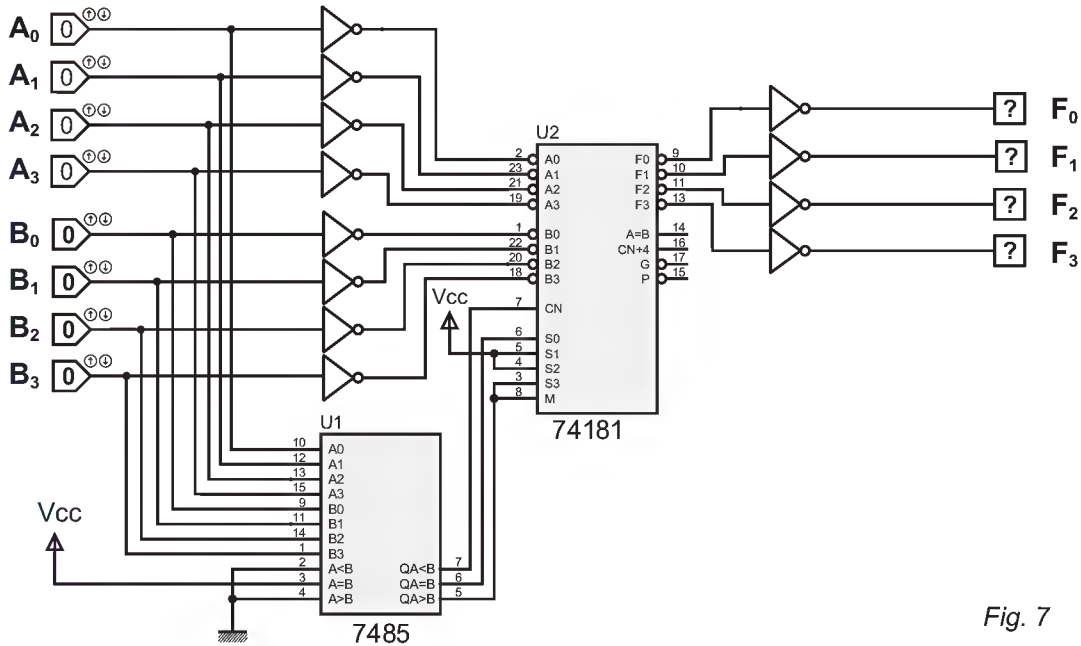 A0 0
A1 0
A2 0
A3 0
B0 0
B1 0
B2 0
B3 0
U2
2 A0 F0 9
23 A1 F1 10
21 A2 F2 11
19 A3 F3 13
1 B0 A=B 14
22 B1 CN+4 16
20 B2 G 17
18 B3 P 15
7 CN
6 S0
5 S1
4 S2
3 S3
8 M
74181
Vcc
? F0
? F1
? F2
? F3
U1
10 A0
12 A1
13 A2
15 A3
9 B0
11 B1
14 B2
1 B3
2 A<B QA<B 7
3 A=B QA=B 6
4 A>B QA>B 5
7485
Vcc
Fig. 7